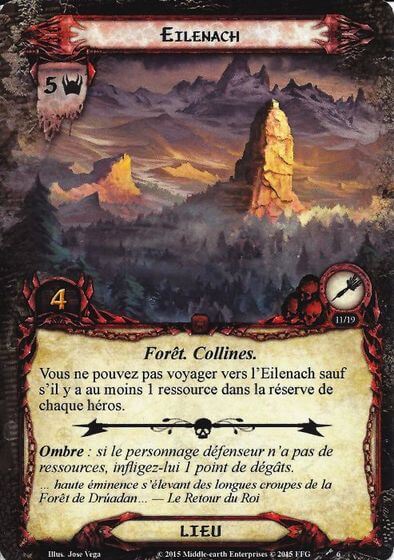 Eilenach
5
4
11/19
Forêt. Collines.
Vous ne pouvez pas voyager vers l'Eilenach sauf
s'il y a au moins 1 ressource dans la réserve de
chaque héros.
Ombre : si le personnage défenseur n'a pas de
ressources, infligez-lui 1 point de dégâts.
... haute éminence s'élevant des longues croupes de la
Forêt de Drúadan... — Le Retour du Roi
LIEU
Illus. Jose Vega © 2015 Middle-earth Enterprises © 2015 FFG 6